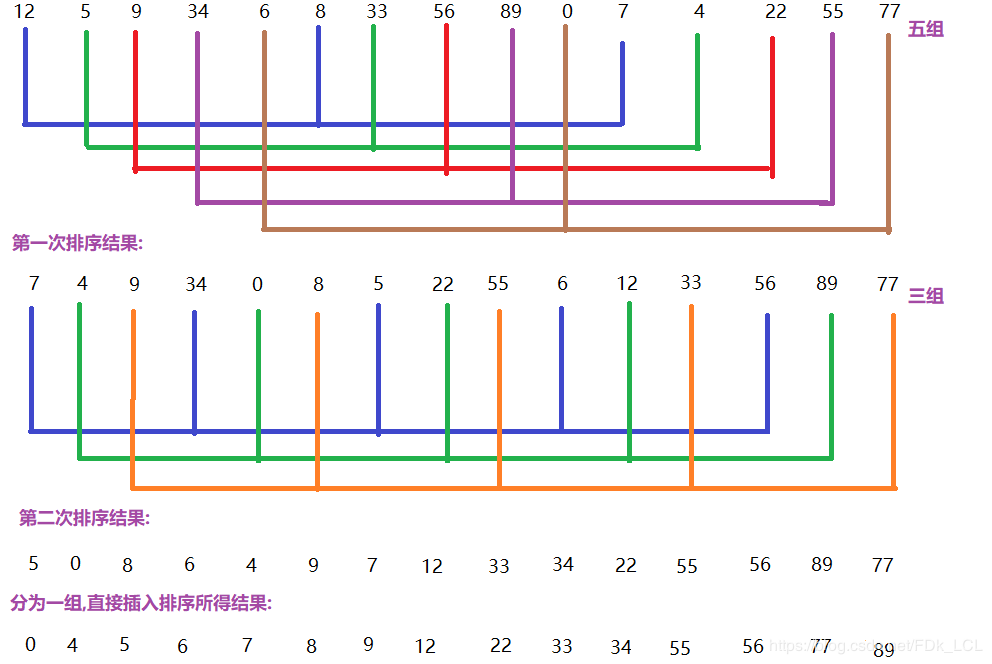 12 5 9 34 6 8 33 56 89 0 7 4 22 55 77 五组
第一次排序结果:
7 4 9 34 0 8 5 22 55 6 12 33 56 89 77 三组
第二次排序结果:
5 0 8 6 4 9 7 12 33 34 22 55 56 89 77
分为一组,直接插入排序所得结果:
0 4 5 6 7 8 9 12 22 33 34 55 56 77 89
https://blog.csdn.net/FDk_LCL